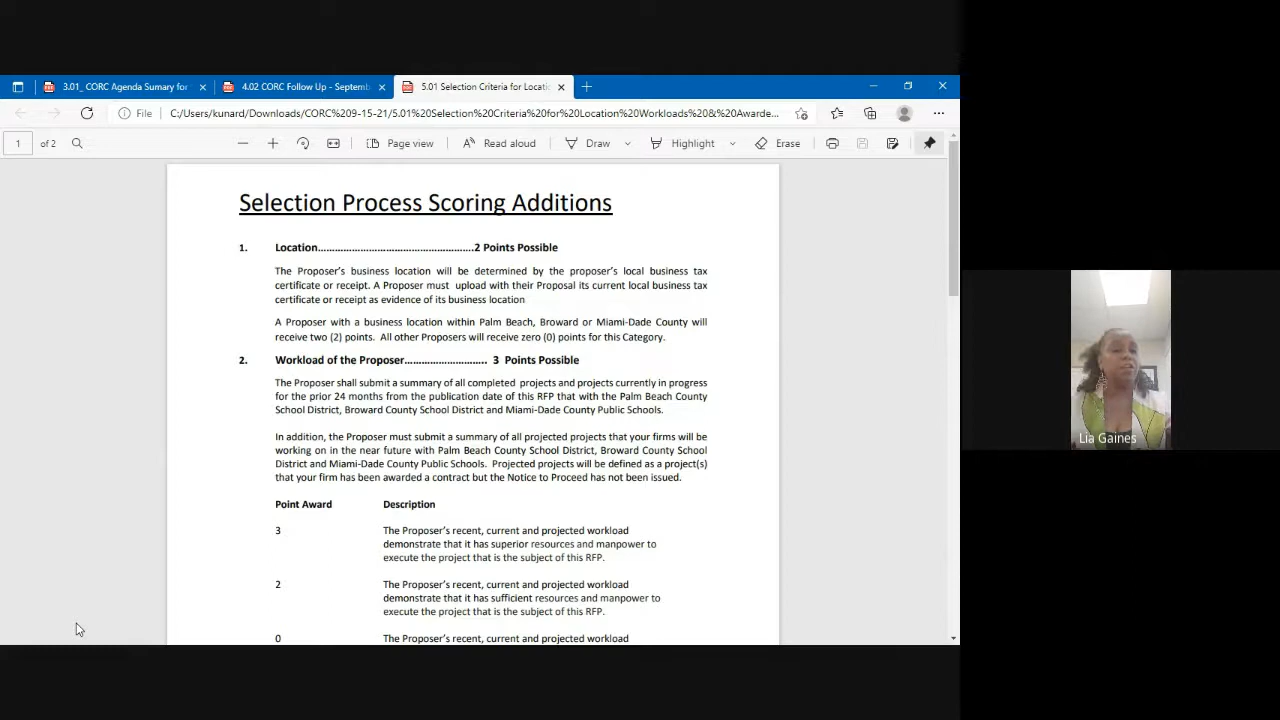 3.01_ CORC Agenda Sumary for
4.02 CORC Follow Up - Septemb
5.01 Selection Criteria for Locatio
File
C:/Users/kunard/Downloads/CORC%209-15-21/5.01%20Selection%20Criteria%20for%20Location%20Workloads%20&%20Awarde...
1
of 2
Page view
Read aloud
Draw
Highlight
Erase
Selection Process Scoring Additions
1. Location……………………………………….2 Points Possible
The Proposer's business location will be determined by the proposer's local business tax
certificate or receipt. A Proposer must upload with their Proposal its current local business tax
certificate or receipt as evidence of its business location
A Proposer with a business location within Palm Beach, Broward or Miami-Dade County will
receive two (2) points. All other Proposers will receive zero (0) points for this Category.
2. Workload of the Proposer…………………….. 3 Points Possible
The Proposer shall submit a summary of all completed projects and projects currently in progress
for the prior 24 months from the publication date of this RFP that with the Palm Beach County
School District, Broward County School District and Miami-Dade County Public Schools.
In addition, the Proposer must submit a summary of all projected projects that your firms will be
working on in the near future with Palm Beach County School District, Broward County School
District and Miami-Dade County Public Schools. Projected projects will be defined as a project(s)
that your firm has been awarded a contract but the Notice to Proceed has not been issued.
Point Award Description
3 The Proposer's recent, current and projected workload
demonstrate that it has superior resources and manpower to
execute the project that is the subject of this RFP.
2 The Proposer's recent, current and projected workload
demonstrate that it has sufficient resources and manpower to
execute the project that is the subject of this RFP.
0 The Proposer's recent, current and projected workload
Lia Gaines